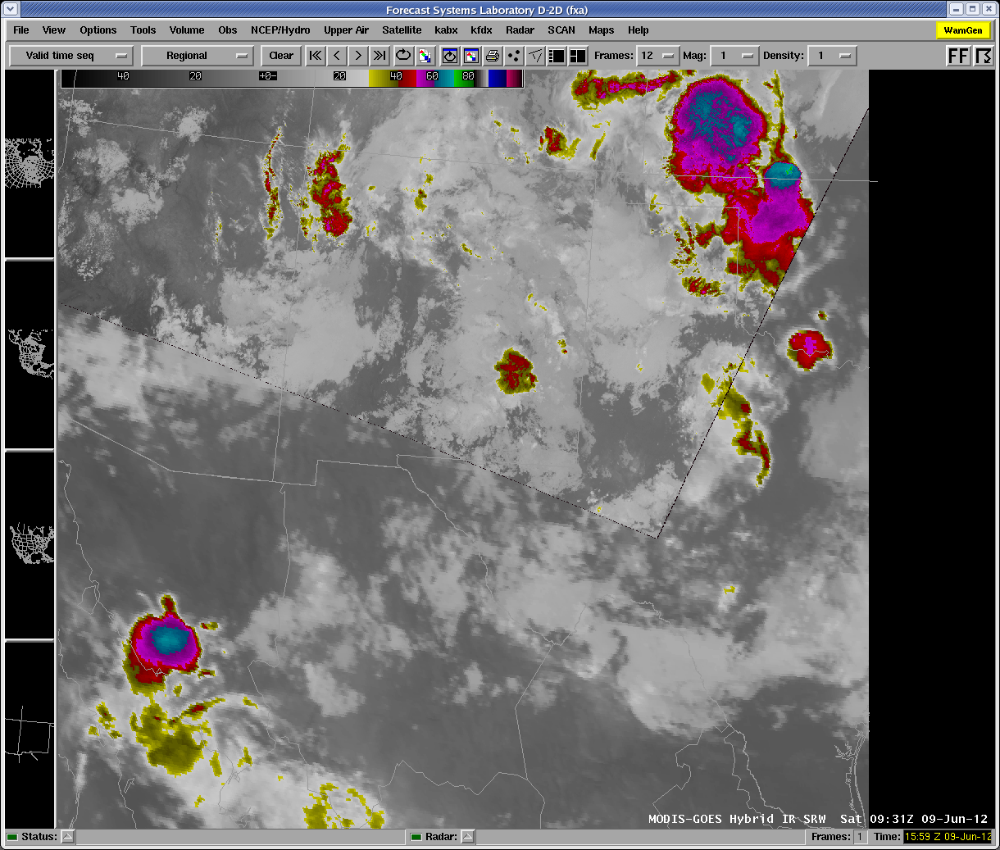 Forecast Systems Laboratory D-2D (fxa)
File View Options Tools Volume Obs NCEP/Hydro Upper Air Satellite kabx kfdx Radar SCAN Maps Help WarnGen
Valid time seq Regional Clear Frames: 12 Mag: 1 Density: 1 FF
40 20 +0- 20 40 60 80
MODIS-GOES Hybrid IR SRW Sat 09:31Z 09-Jun-12
Status: Radar: Frames: 1 Time: 15:59 Z 09-Jun-12